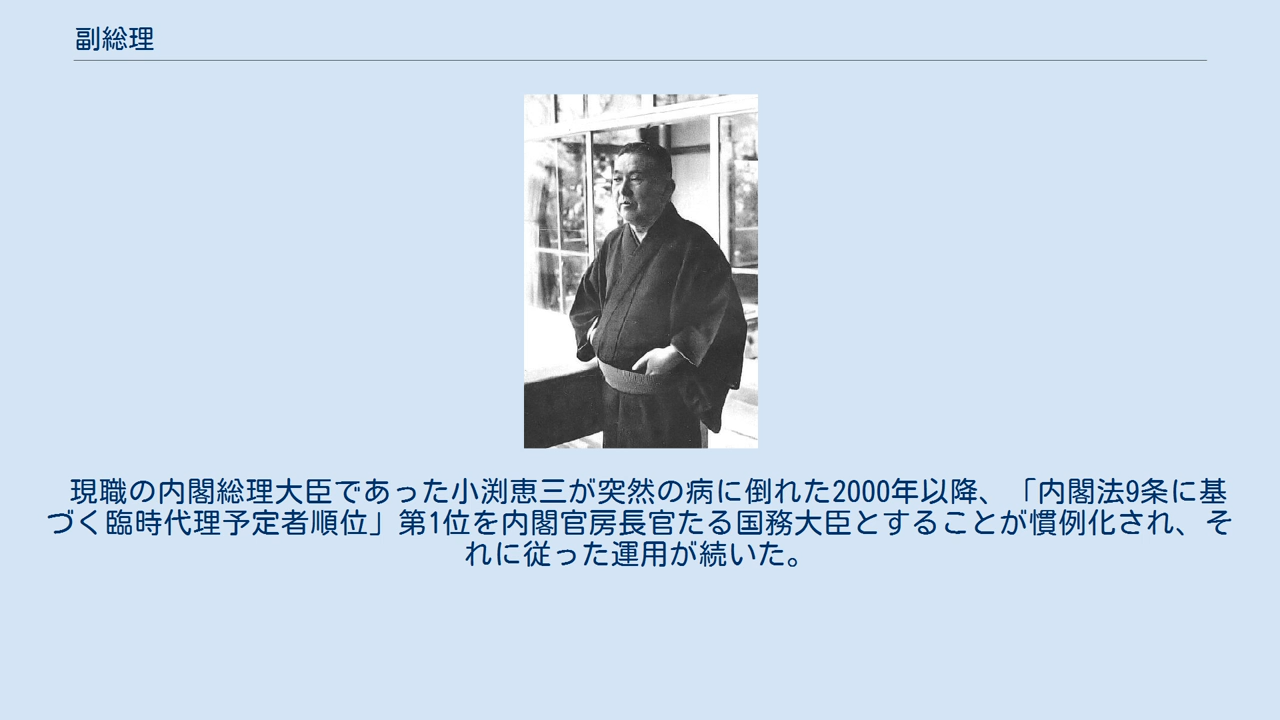 副総理
現職の内閣総理大臣であった小渕恵三が突然の病に倒れた2000年以降、「内閣法9条に基
づく臨時代理予定者順位」第1位を内閣官房長官たる国務大臣とすることが慣例化され、そ
れに従った運用が続いた。